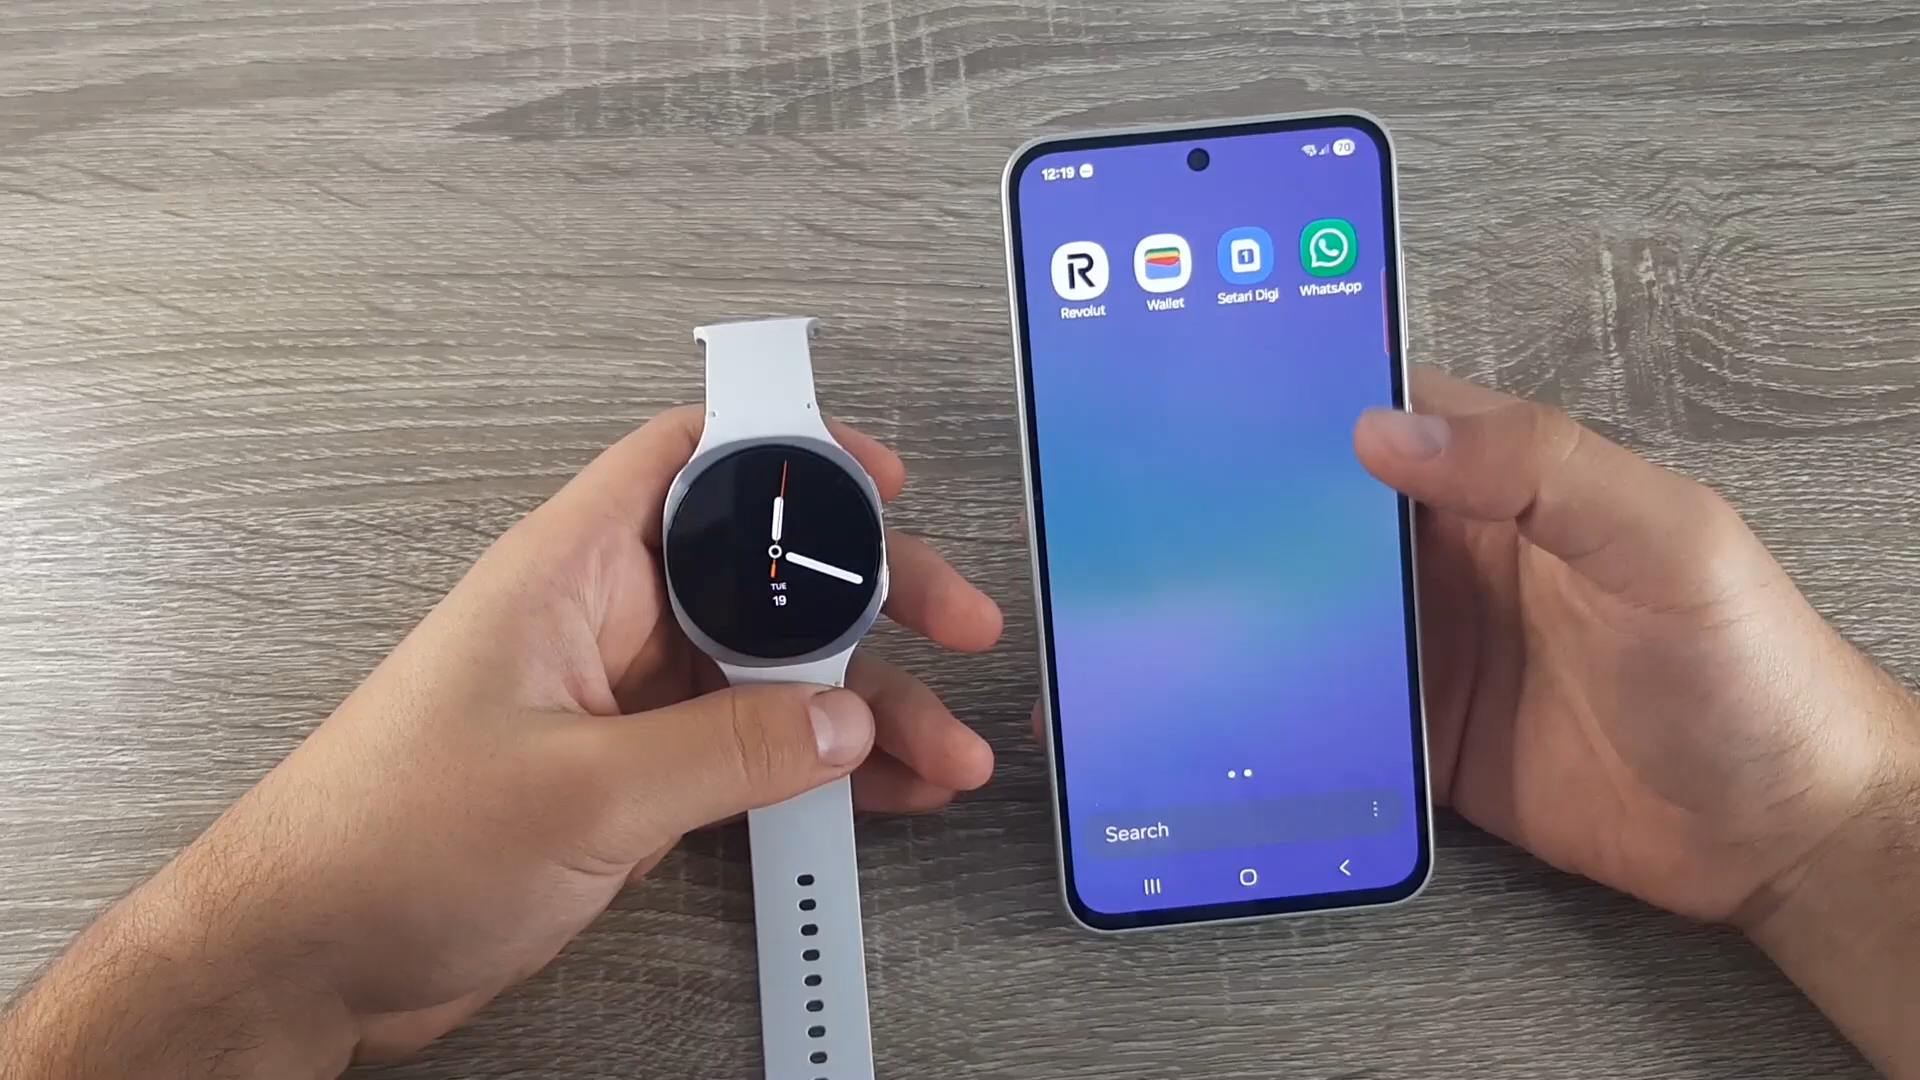 12:19
70
Revolut
Wallet
1
Setari Digi
WhatsApp
TUE
19
Search